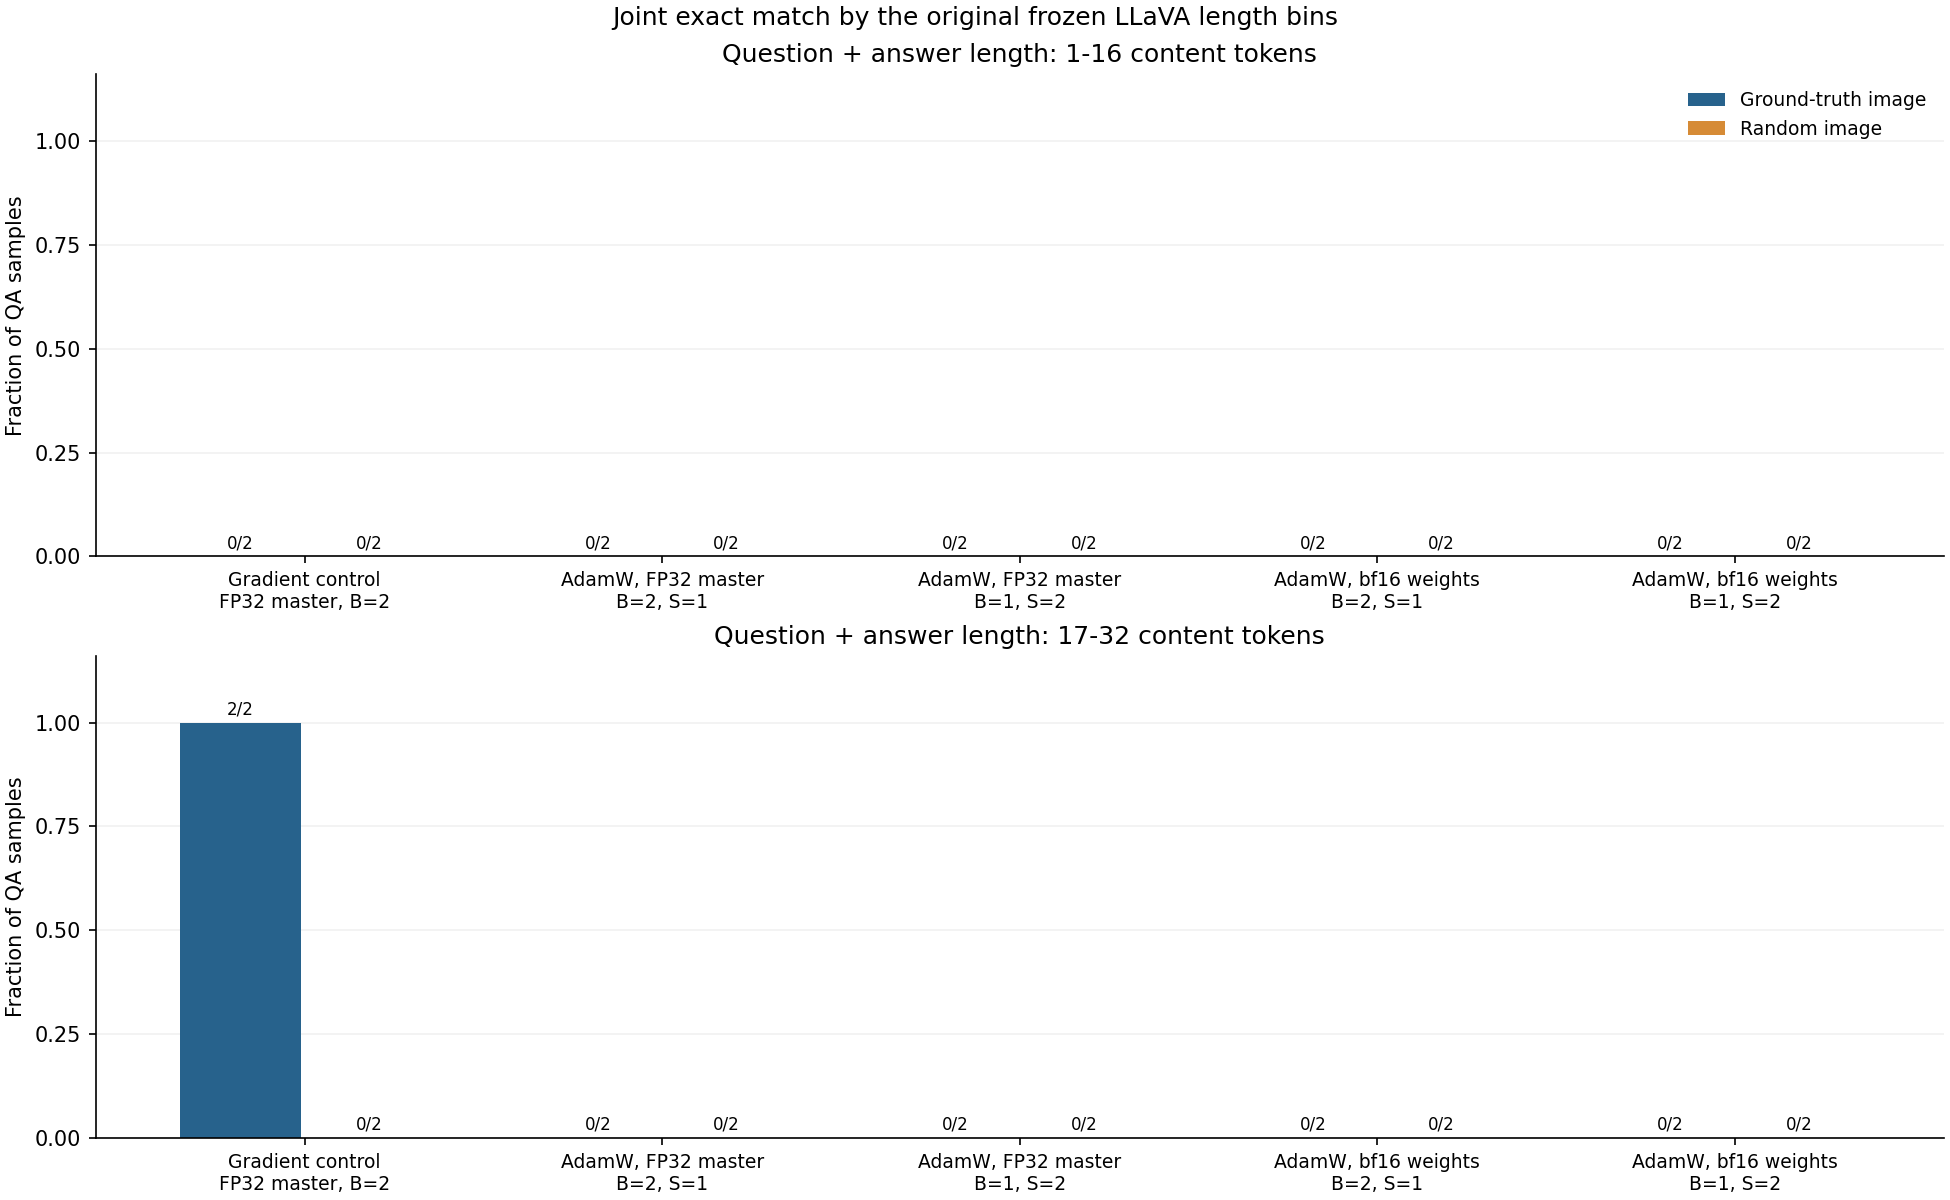 Joint exact match by the original frozen LLaVA length bins
Question + answer length: 1-16 content tokens
Ground-truth image
Random image
Fraction of QA samples
1.00
0.75
0.50
0.25
0.00
0/2 0/2 0/2 0/2 0/2 0/2 0/2 0/2 0/2 0/2
Gradient control AdamW, FP32 master AdamW, FP32 master AdamW, bf16 weights AdamW, bf16 weights
FP32 master, B=2 B=2, S=1 B=1, S=2 B=2, S=1 B=1, S=2
Question + answer length: 17-32 content tokens
Fraction of QA samples
1.00
0.75
0.50
0.25
0.00
2/2
0/2 0/2 0/2 0/2 0/2 0/2 0/2 0/2 0/2
Gradient control AdamW, FP32 master AdamW, FP32 master AdamW, bf16 weights AdamW, bf16 weights
FP32 master, B=2 B=2, S=1 B=1, S=2 B=2, S=1 B=1, S=2